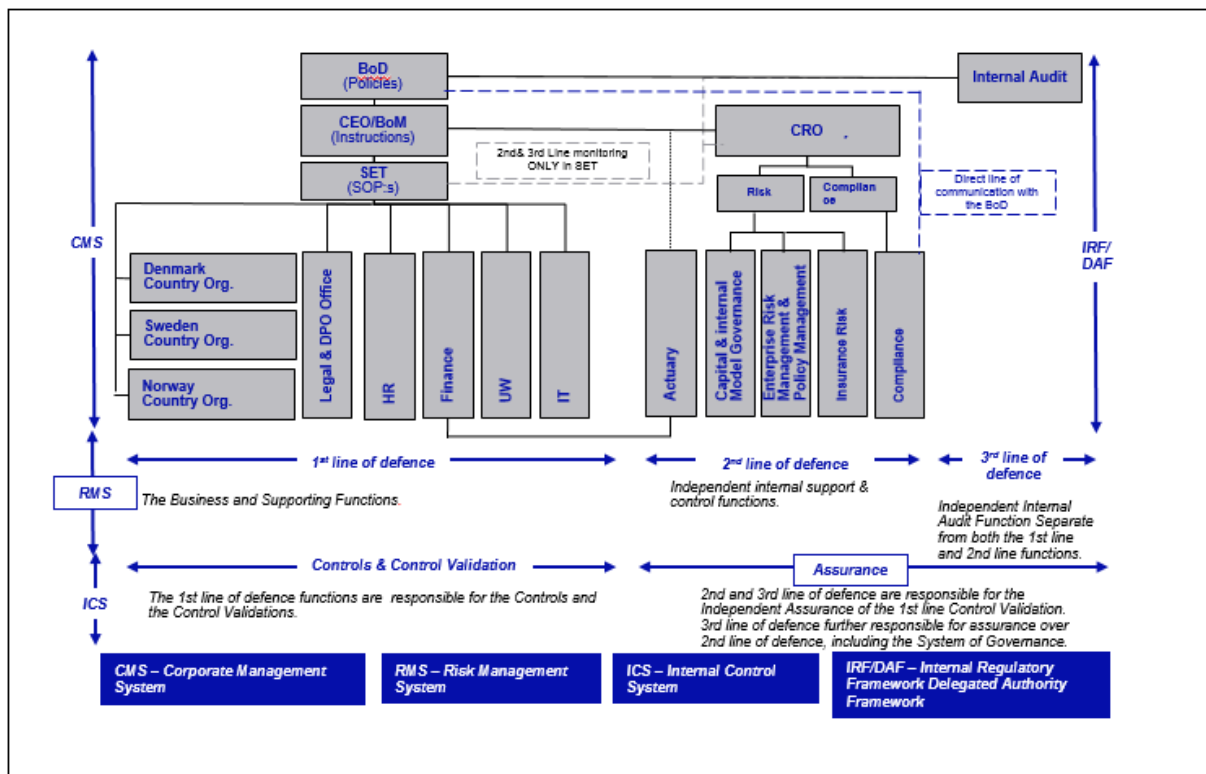 BoD
(Policies)
Internal Audit
CEO/BoM
(Instructions)
CRO
2nd& 3rd Line monitoring
ONLY in SET
SET
(SOP:s)
Risk
Complian
ce
Direct line of
communication with
the BoD
CMS
IRF/
DAF
Denmark
Country Org.
Sweden
Country Org.
Norway
Country Org.
Legal & DPO Office
HR
Finance
UW
IT
Actuary
Capital & internal
Model Governance
Enterprise Risk
Management &
Policy Management
Insurance Risk
Compliance
1st line of defence
2nd line of defence
3rd line of
defence
RMS
The Business and Supporting Functions.
Independent internal support &
control functions.
Independent Internal
Audit Function Separate
from both the 1st line
and 2nd line functions.
Controls & Control Validation
Assurance
ICS
The 1st line of defence functions are responsible for the Controls and
the Control Validations.
2nd and 3rd line of defence are responsible for the
Independent Assurance of the 1st line Control Validation.
3rd line of defence further responsible for assurance over
2nd line of defence, including the System of Governance.
CMS – Corporate Management
System
RMS – Risk Management
System
ICS – Internal Control
System
IRF/DAF – Internal Regulatory
Framework Delegated Authority
Framework